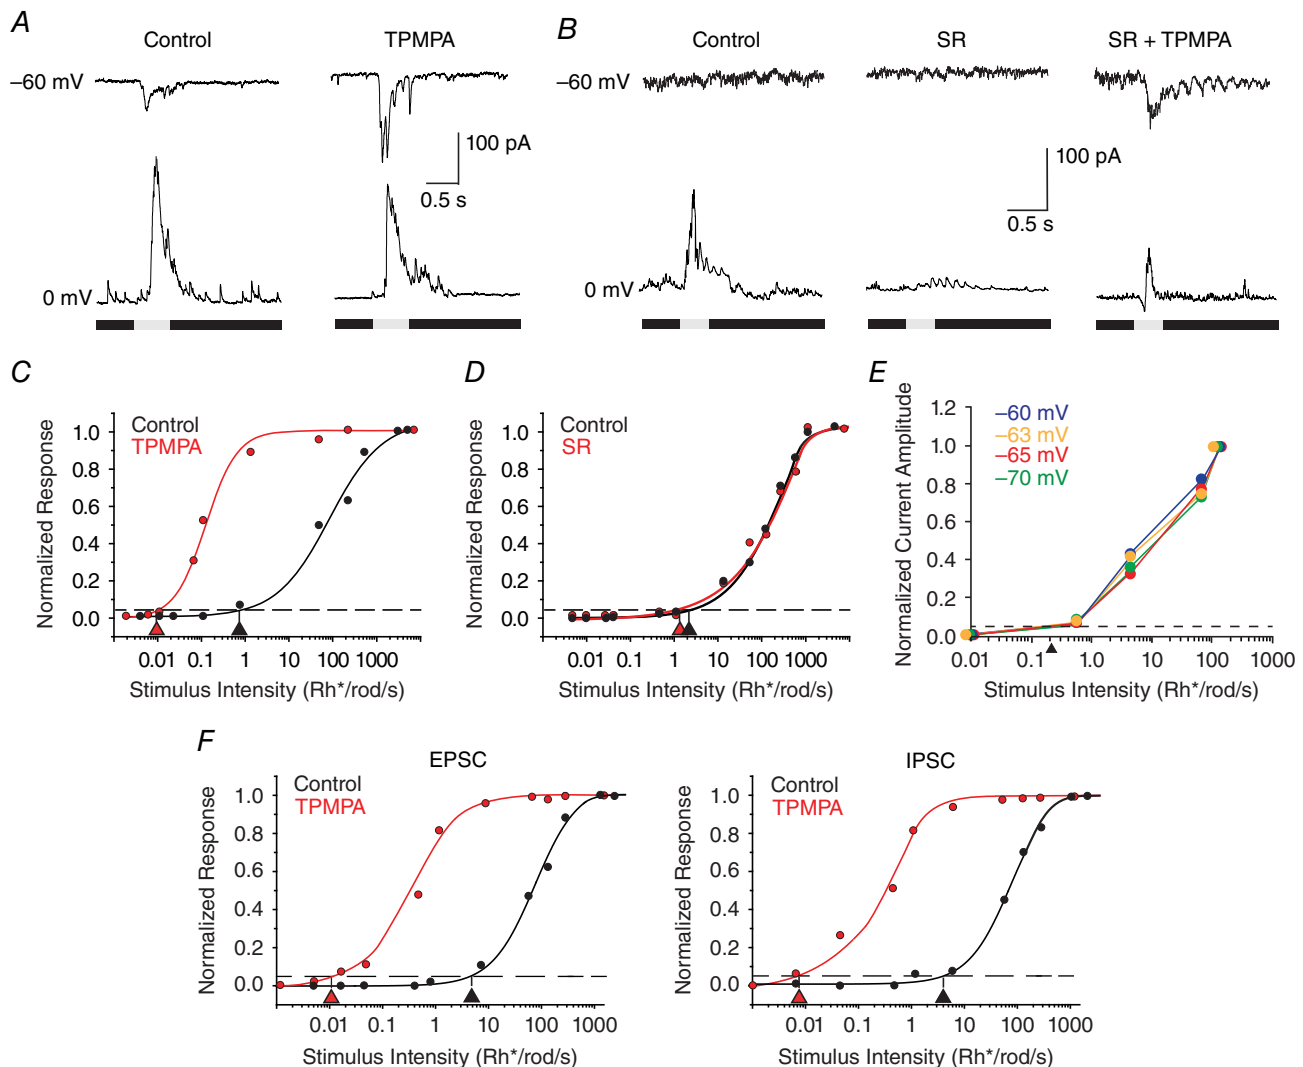 A
Control
TPMPA
–60 mV
100 pA
0.5 s
0 mV
B
Control
SR
SR + TPMPA
–60 mV
100 pA
0.5 s
0 mV
C
Normalized Response
1.0
0.8
0.6
0.4
0.2
0.0
Control
TPMPA
0.01 0.1 1 10 100 1000
Stimulus Intensity (Rh*/rod/s)
D
Normalized Response
1.0
0.8
0.6
0.4
0.2
0.0
Control
SR
0.01 0.1 1 10 100 1000
Stimulus Intensity (Rh*/rod/s)
E
Normalized Current Amplitude
1.2
1.0
0.8
0.6
0.4
0.2
0.0
–60 mV
–63 mV
–65 mV
–70 mV
0.01 0.1 1.0 10 100 1000
Stimulus Intensity (Rh*/rod/s)
F
EPSC
Normalized Response
1.0
0.8
0.6
0.4
0.2
0.0
Control
TPMPA
0.01 0.1 1 10 100 1000
Stimulus Intensity (Rh*/rod/s)
IPSC
Normalized Response
1.0
0.8
0.6
0.4
0.2
0.0
Control
TPMPA
0.01 0.1 1 10 100 1000
Stimulus Intensity (Rh*/rod/s)